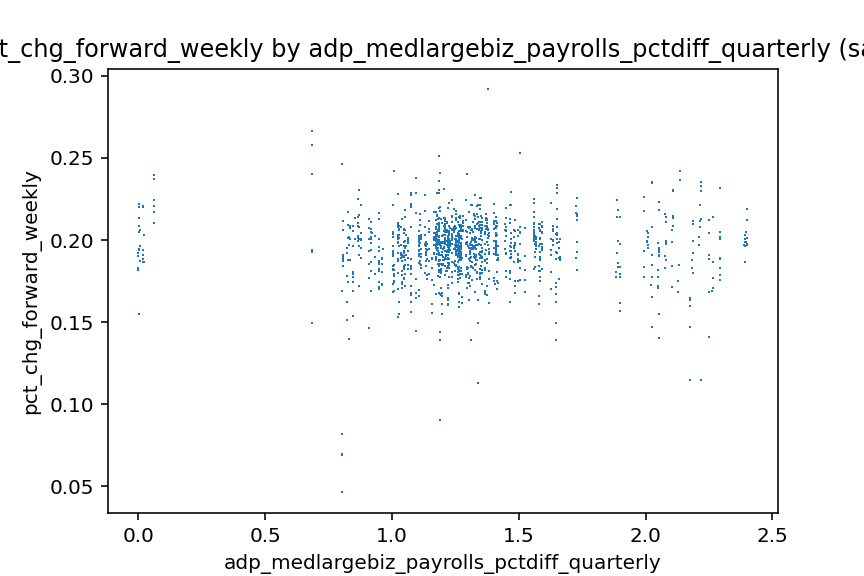 t_chg_forward_weekly by adp_medlargebiz_payrolls_pctdiff_quarterly (sa
0.30
0.25
0.20
0.15
0.10
0.05
pct_chg_forward_weekly
0.0 0.5 1.0 1.5 2.0 2.5
adp_medlargebiz_payrolls_pctdiff_quarterly